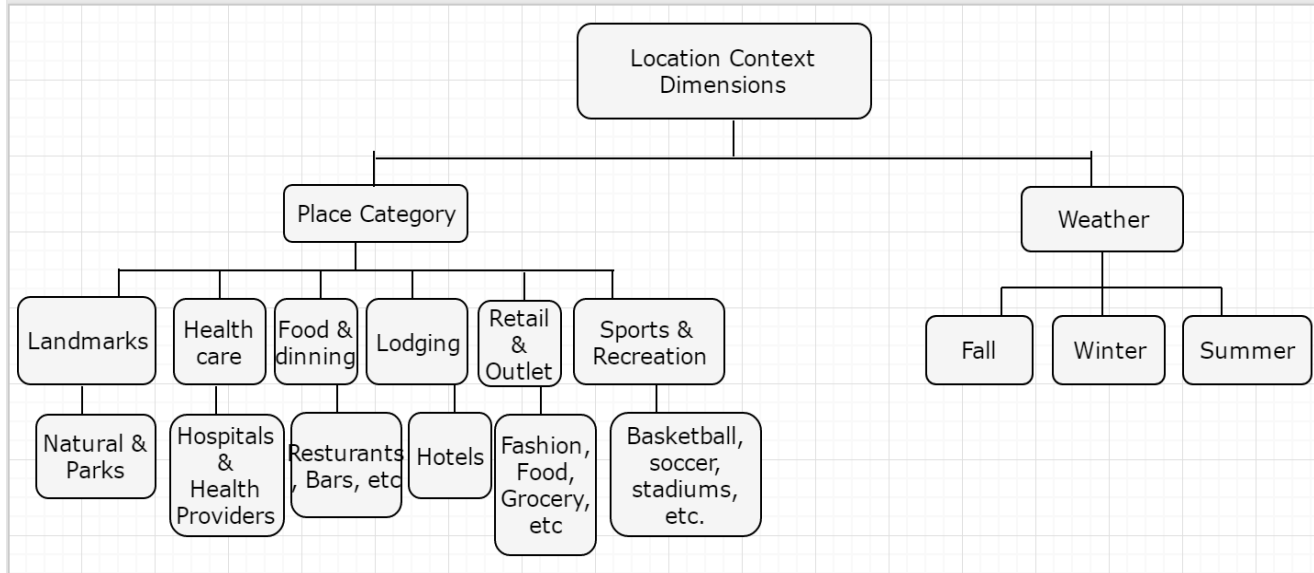 Location Context
Dimensions
Place Category
Weather
Landmarks
Health
care
Food &
dinning
Lodging
Retail
&
Outlet
Sports &
Recreation
Fall
Winter
Summer
Natural &
Parks
Hospitals
&
Health
Providers
Resturants
, Bars, etc
Hotels
Fashion,
Food,
Grocery,
etc
Basketball,
soccer,
stadiums,
etc.